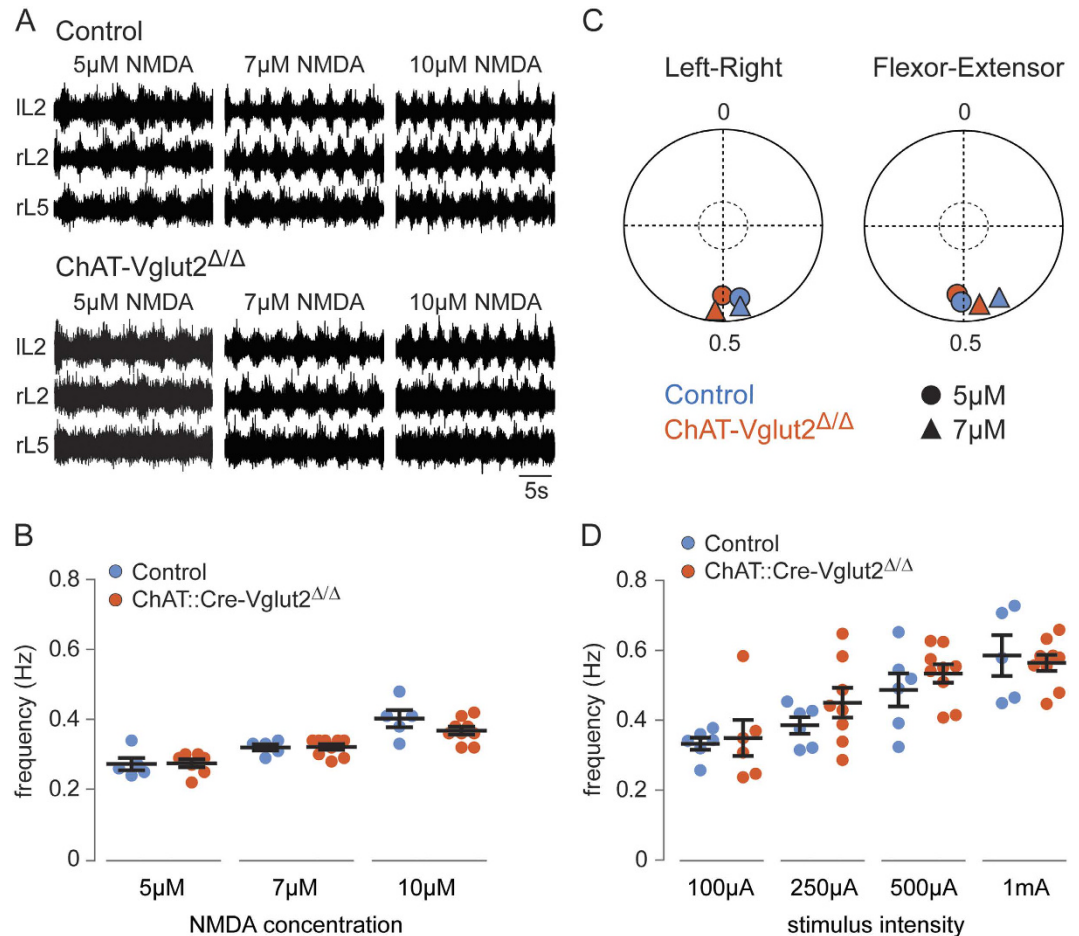 A
Control
5µM NMDA 7µM NMDA 10µM NMDA
lL2
rL2
rL5
ChAT-Vglut2Δ/Δ
5µM NMDA 7µM NMDA 10µM NMDA
lL2
rL2
rL5
5s
C
Left-Right Flexor-Extensor
0 0
0.5 0.5
Control 5µM
ChAT-Vglut2Δ/Δ 7µM
B
Control
ChAT::Cre-Vglut2Δ/Δ
frequency (Hz)
0.8
0.6
0.4
0.2
0
5µM 7µM 10µM
NMDA concentration
D
Control
ChAT::Cre-Vglut2Δ/Δ
frequency (Hz)
0.8
0.6
0.4
0.2
0
100µA 250µA 500µA 1mA
stimulus intensity